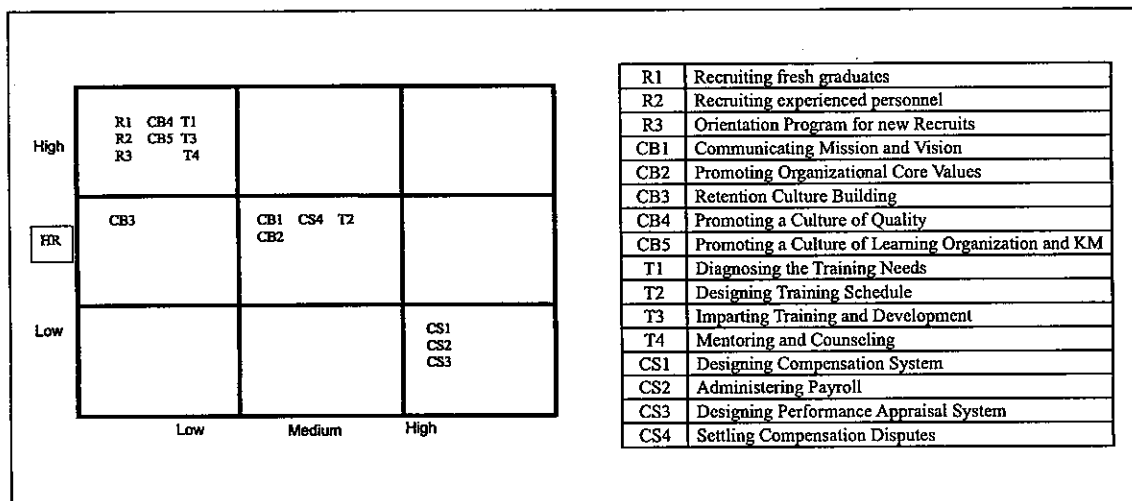 High
R1 CB4 T1
R2 CB5 T3
R3 T4
HR
CB3
CB1 CS4 T2
CB2
Low
CS1
CS2
CS3
Low Medium High
R1 Recruiting fresh graduates
R2 Recruiting experienced personnel
R3 Orientation Program for new Recruits
CB1 Communicating Mission and Vision
CB2 Promoting Organizational Core Values
CB3 Retention Culture Building
CB4 Promoting a Culture of Quality
CB5 Promoting a Culture of Learning Organization and KM
T1 Diagnosing the Training Needs
T2 Designing Training Schedule
T3 Imparting Training and Development
T4 Mentoring and Counseling
CS1 Designing Compensation System
CS2 Administering Payroll
CS3 Designing Performance Appraisal System
CS4 Settling Compensation Disputes